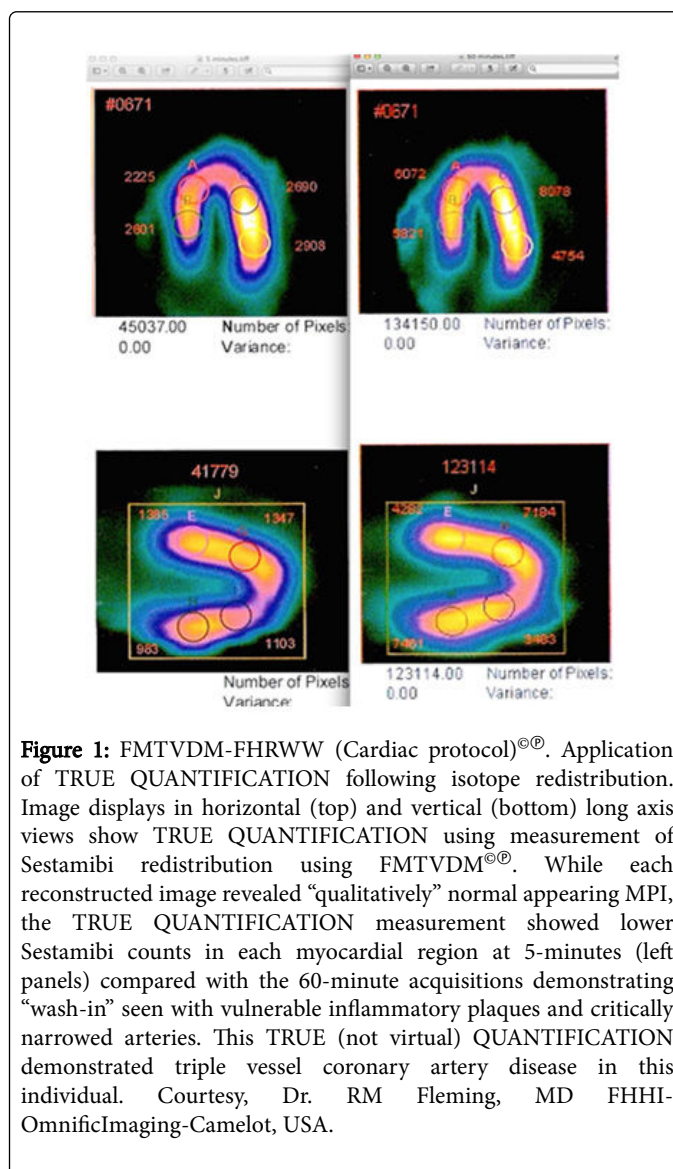 5-minutes.tiff
#0671
A
2225
2690
B
2601
2908
45037.00 Number of Pixels:
0.00 Variance:
#0671
A
6072
8078
B
5821
4754
134150.00 Number of Pixels:
0.00 Variance:
41779
J
1385
E
1347
983
1103
Number of Pixels
Variance:
123114
J
4282
E
7184
7461
3483
123114.00 Number of Pixels:
0.00 Variance:
Figure 1: FMTVDM-FHRWW (Cardiac protocol)©℗. Application
of TRUE QUANTIFICATION following isotope redistribution.
Image displays in horizontal (top) and vertical (bottom) long axis
views show TRUE QUANTIFICATION using measurement of
Sestamibi redistribution using FMTVDM©℗. While each
reconstructed image revealed “qualitatively” normal appearing MPI,
the TRUE QUANTIFICATION measurement showed lower
Sestamibi counts in each myocardial region at 5-minutes (left
panels) compared with the 60-minute acquisitions demonstrating
“wash-in” seen with vulnerable inflammatory plaques and critically
narrowed arteries. This TRUE (not virtual) QUANTIFICATION
demonstrated triple vessel coronary artery disease in this
individual. Courtesy, Dr. RM Fleming, MD FHHI-
OmnificImaging-Camelot, USA.